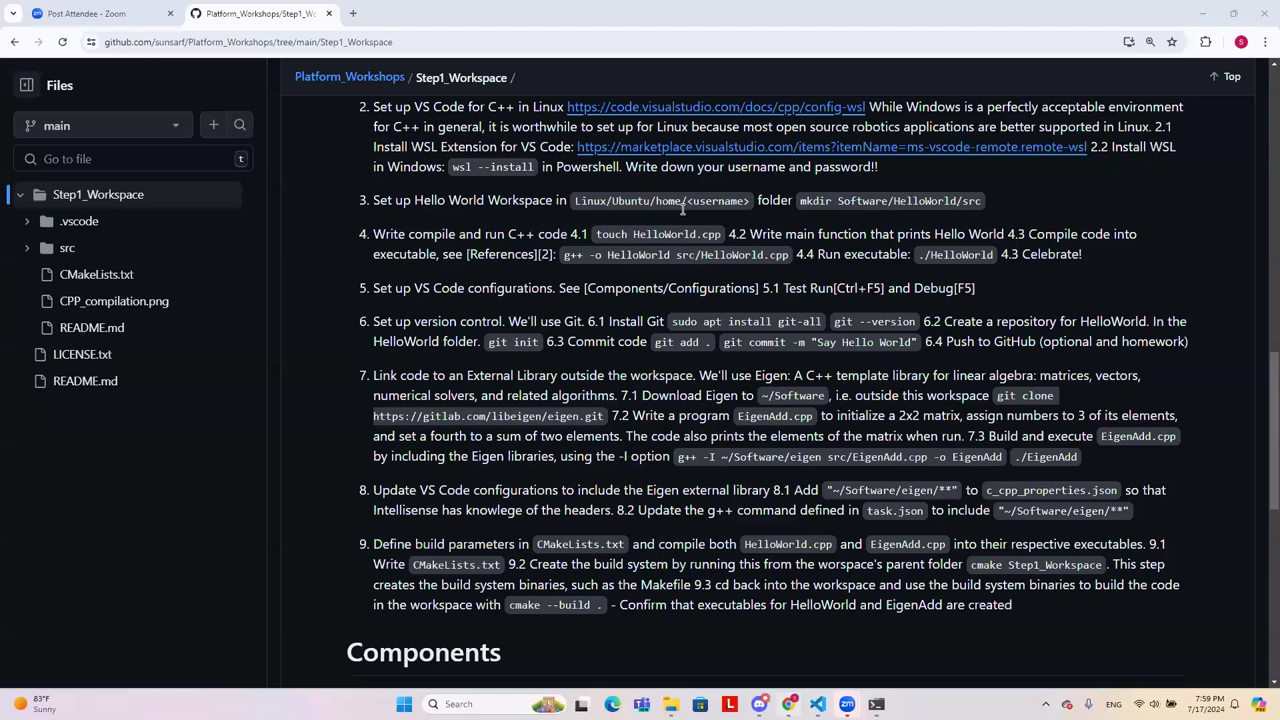 Post Attendee - Zoom
Platform_Workshops/Step1_Wo
github.com/sunsarf/Platform_Workshops/tree/main/Step1_Workspace
S
Files
Platform_Workshops / Step1_Workspace /
Top
main
Go to file
t
Step1_Workspace
.vscode
src
CMakeLists.txt
CPP_compilation.png
README.md
LICENSE.txt
README.md
2. Set up VS Code for C++ in Linux https://code.visualstudio.com/docs/cpp/config-wsl While Windows is a perfectly acceptable environment
for C++ in general, it is worthwhile to set up for Linux because most open source robotics applications are better supported in Linux. 2.1
Install WSL Extension for VS Code: https://marketplace.visualstudio.com/items?itemName=ms-vscode-remote.remote-wsl 2.2 Install WSL
in Windows: wsl --install in Powershell. Write down your username and password!!
3. Set up Hello World Workspace in Linux/Ubuntu/home/<username> folder mkdir Software/HelloWorld/src
4. Write compile and run C++ code 4.1 touch HelloWorld.cpp 4.2 Write main function that prints Hello World 4.3 Compile code into
executable, see [References][2]: g++ -o HelloWorld src/HelloWorld.cpp 4.4 Run executable: ./HelloWorld 4.3 Celebrate!
5. Set up VS Code configurations. See [Components/Configurations] 5.1 Test Run[Ctrl+F5] and Debug[F5]
6. Set up version control. We'll use Git. 6.1 Install Git sudo apt install git-all git --version 6.2 Create a repository for HelloWorld. In the
HelloWorld folder. git init 6.3 Commit code git add . git commit -m "Say Hello World" 6.4 Push to GitHub (optional and homework)
7. Link code to an External Library outside the workspace. We'll use Eigen: A C++ template library for linear algebra: matrices, vectors,
numerical solvers, and related algorithms. 7.1 Download Eigen to ~/Software, i.e. outside this workspace git clone
https://gitlab.com/libeigen/eigen.git 7.2 Write a program EigenAdd.cpp to initialize a 2x2 matrix, assign numbers to 3 of its elements,
and set a fourth to a sum of two elements. The code also prints the elements of the matrix when run. 7.3 Build and execute EigenAdd.cpp
by including the Eigen libraries, using the -I option g++ -I ~/Software/eigen src/EigenAdd.cpp -o EigenAdd ./EigenAdd
8. Update VS Code configurations to include the Eigen external library 8.1 Add "~/Software/eigen/**" to c_cpp_properties.json so that
Intellisense has knowlege of the headers. 8.2 Update the g++ command defined in task.json to include "~/Software/eigen/**"
9. Define build parameters in CMakeLists.txt and compile both HelloWorld.cpp and EigenAdd.cpp into their respective executables. 9.1
Write CMakeLists.txt 9.2 Create the build system by running this from the worspace's parent folder cmake Step1_Workspace. This step
creates the build system binaries, such as the Makefile 9.3 cd back into the workspace and use the build system binaries to build the code
in the workspace with cmake --build . - Confirm that executables for HelloWorld and EigenAdd are created
Components
83°F
Sunny
Search
L
zm
7:59 PM
7/17/2024